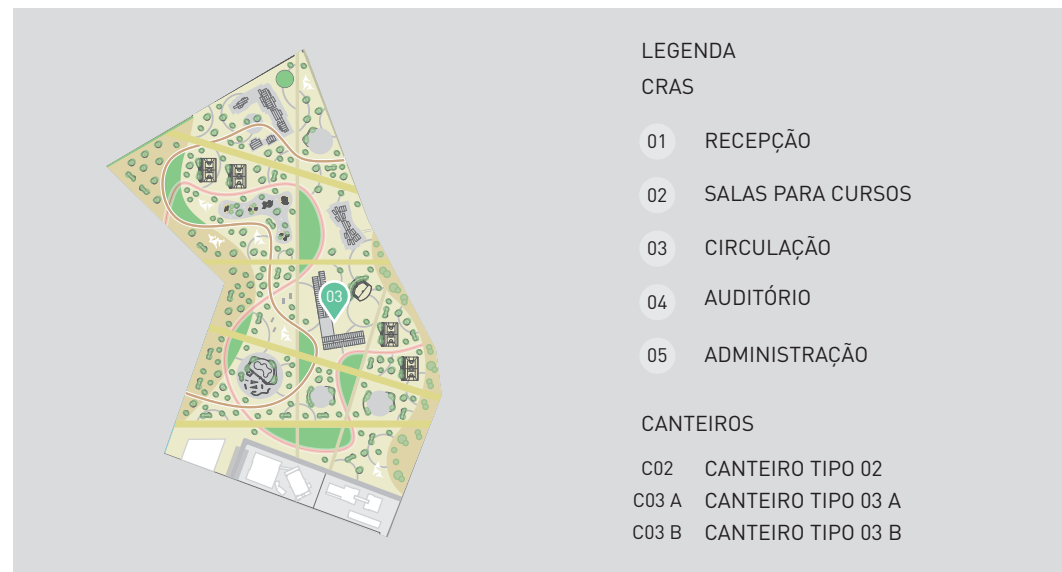 03
LEGENDA
CRAS
01 RECEPÇÃO
02 SALAS PARA CURSOS
03 CIRCULAÇÃO
04 AUDITÓRIO
05 ADMINISTRAÇÃO
CANTEIROS
C02 CANTEIRO TIPO 02
C03 A CANTEIRO TIPO 03 A
C03 B CANTEIRO TIPO 03 B